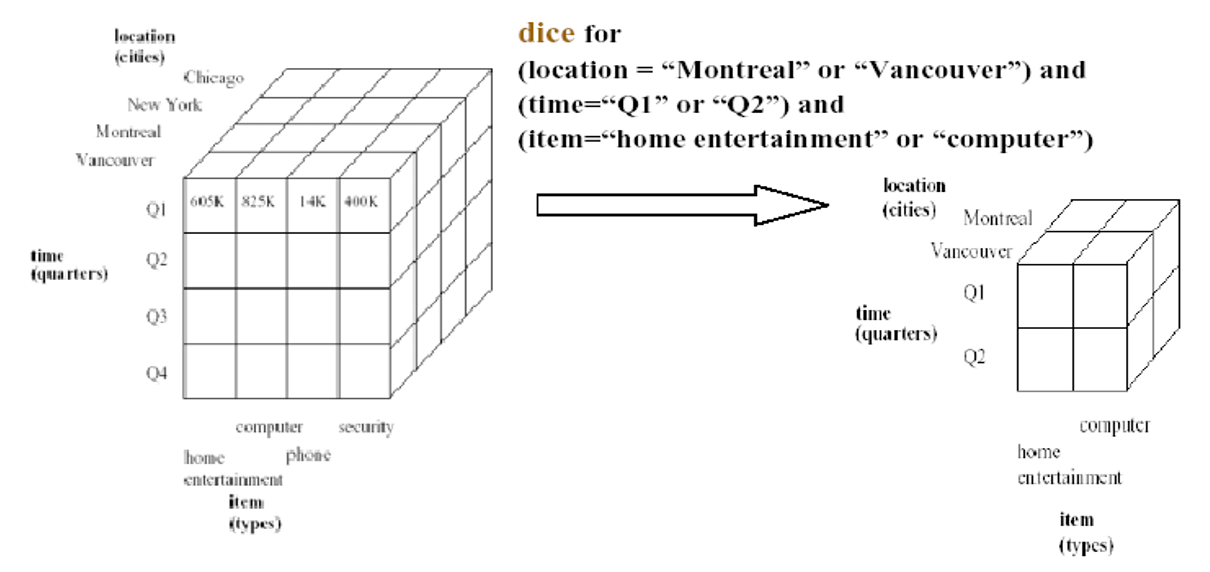 location
(cities)
Chicago
New York
Montreal
Vancouver
Q1
605K 825K 14K 400K
time
(quarters)
Q2
Q3
Q4
computer security
home phone
entertainment
item
(types)
dice for
(location = “Montreal” or “Vancouver”) and
(time=“Q1” or “Q2”) and
(item=“home entertainment” or “computer”)
location
(cities)
Montreal
Vancouver
Q1
time
(quarters)
Q2
computer
home
entertainment
item
(types)